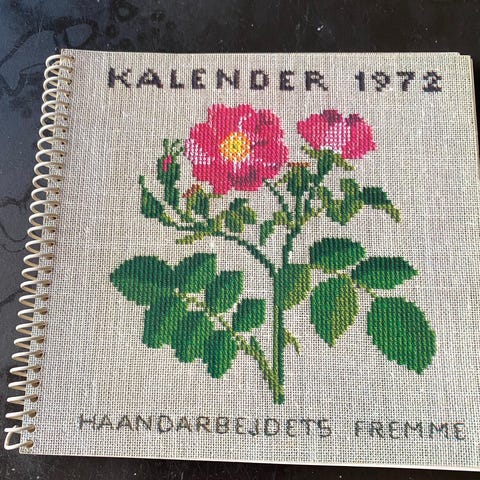 KALENDER 1972
HAANDARBEJDETS FREMME